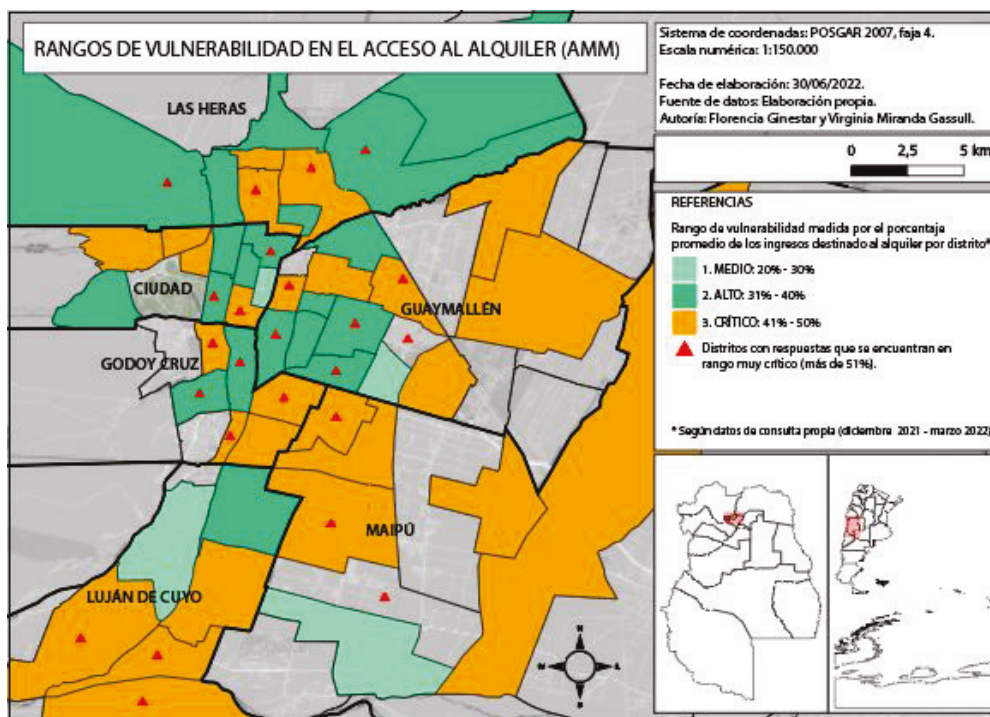 RANGOS DE VULNERABILIDAD EN EL ACCESO AL ALQUILER (AMM)
Sistema de coordenadas: POSGAR 2007, faja 4.
Escala numérica: 1:150.000
Fecha de elaboración: 30/06/2022.
Fuente de datos: Elaboración propia.
Autoría: Florencia Ginestar y Virginia Miranda Gassull.
0 2,5 5 km
REFERENCIAS
Rango de vulnerabilidad medida por el porcentaje
promedio de los ingresos destinado al alquiler por distrito*
1. MEDIO: 20% - 30%
2. ALTO: 31% - 40%
3. CRÍTICO: 41% - 50%
Distritos con respuestas que se encuentran en
rango muy crítico (más de 51%).
* Según datos de consulta propia (diciembre 2021 - marzo 2022)
LAS HERAS
CIUDAD
GUAYMALLÉN
GODOY CRUZ
MAIPÚ
LUJÁN DE CUYO